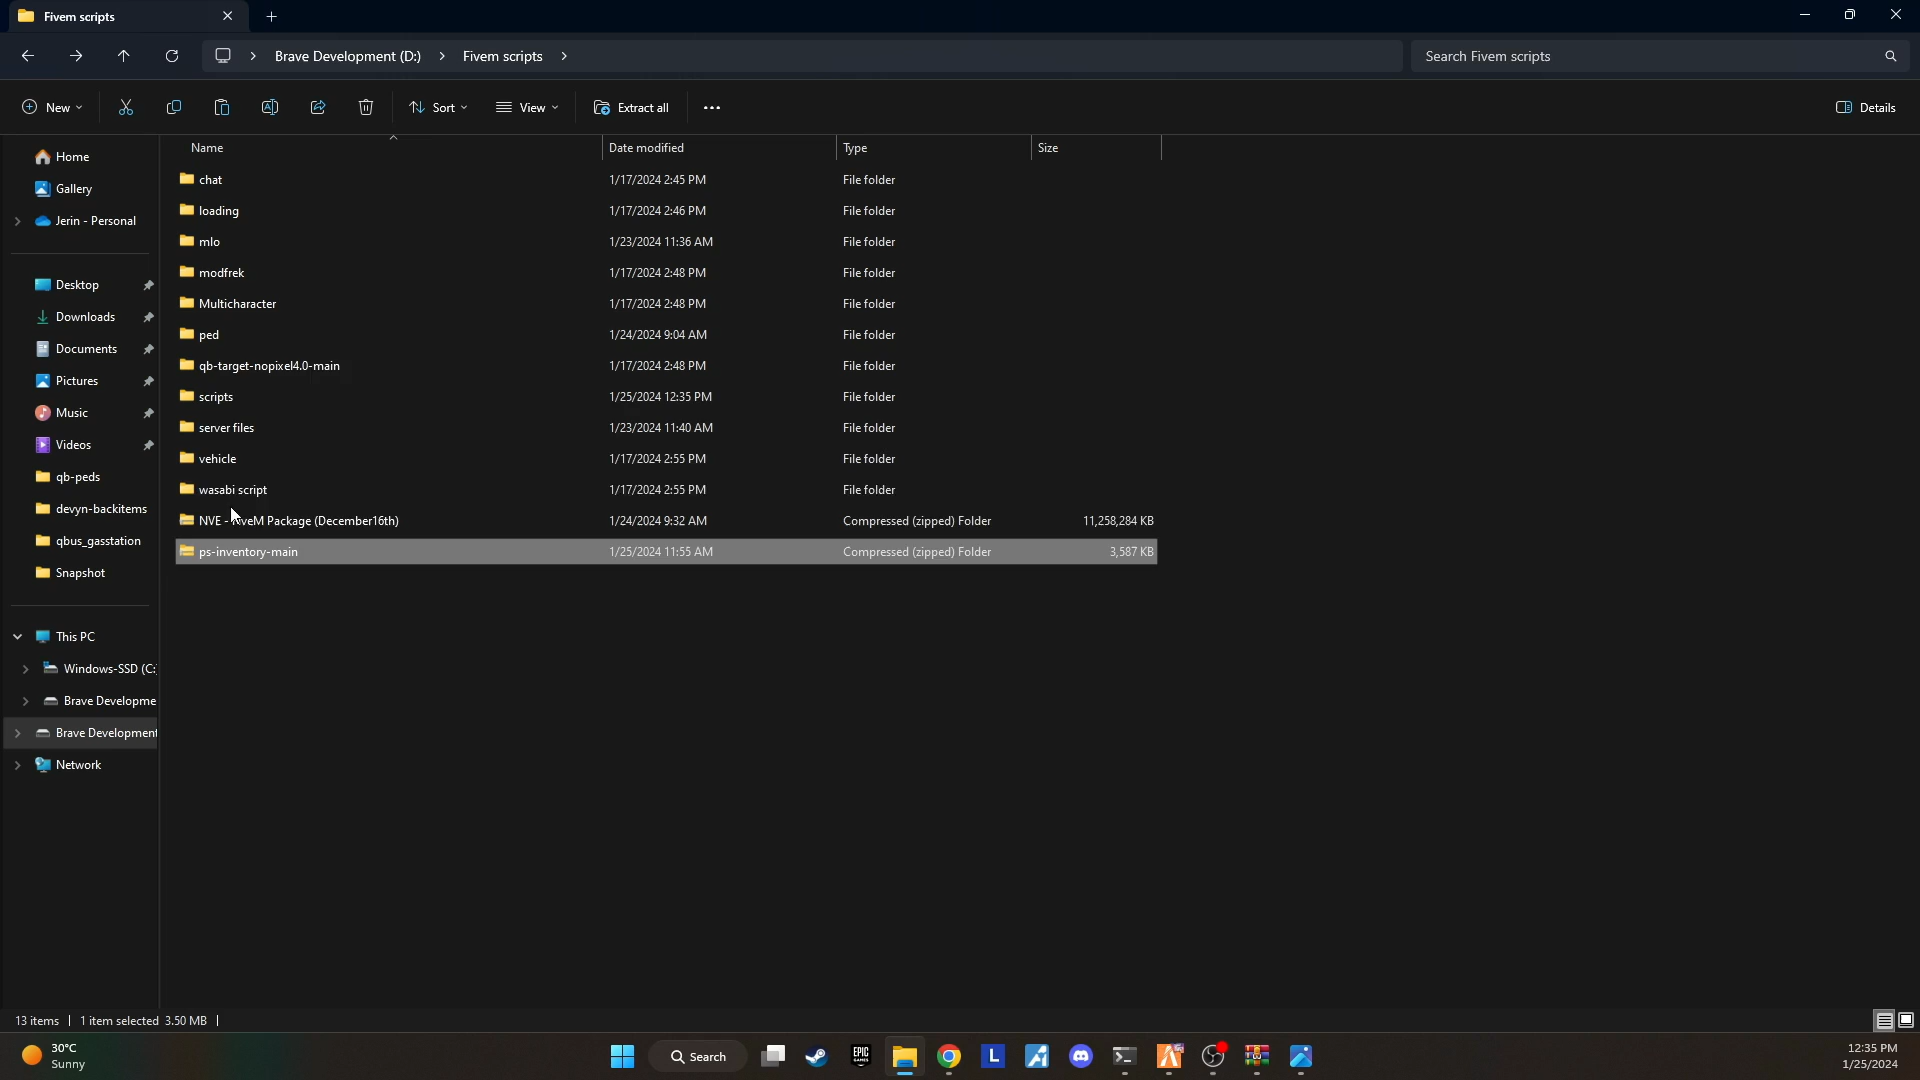 Fivem scripts
Brave Development (D:) Fivem scripts
Search Fivem scripts
New Sort View Extract all Details
Name Date modified Type Size
Home
Gallery
Jerin - Personal
Desktop
Downloads
Documents
Pictures
Music
Videos
qb-peds
devyn-backitems
qbus_gasstation
Snapshot
This PC
Windows-SSD (C:
Brave Developme
Brave Development
Network
chat 1/17/2024 2:45 PM File folder
loading 1/17/2024 2:46 PM File folder
mlo 1/23/2024 11:36 AM File folder
modfrek 1/17/2024 2:48 PM File folder
Multicharacter 1/17/2024 2:48 PM File folder
ped 1/24/2024 9:04 AM File folder
qb-target-nopixel4.0-main 1/17/2024 2:48 PM File folder
scripts 1/25/2024 12:35 PM File folder
server files 1/23/2024 11:40 AM File folder
vehicle 1/17/2024 2:55 PM File folder
wasabi script 1/17/2024 2:55 PM File folder
NVE - Package (December16th) 1/24/2024 9:32 AM Compressed (zipped) Folder 11,258,284 KB
ps-inventory-main 1/25/2024 11:55 AM Compressed (zipped) Folder 3,587 KB
13 items 1 item selected 3.50 MB
30°C
Sunny
Search
EPIC
GAMES
L
12:35 PM
1/25/2024